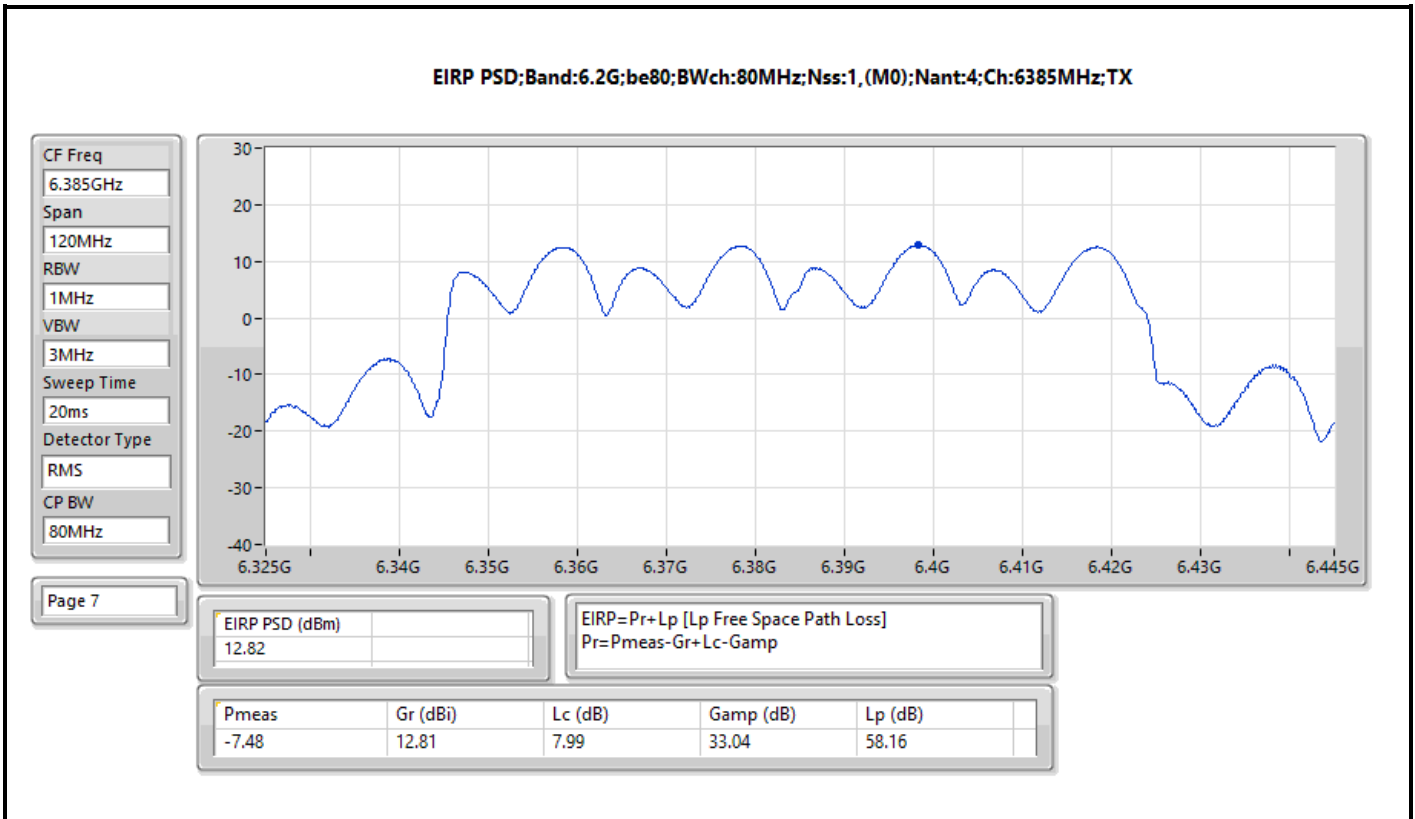 EIRP PSD;Band:6.2G;be80;BWch:80MHz;Nss:1,(M0);Nant:4;Ch:6385MHz;TX
CF Freq
6.385GHz
Span
120MHz
RBW
1MHz
VBW
3MHz
Sweep Time
20ms
Detector Type
RMS
CP BW
80MHz
Page 7
30
20
10
0
-10
-20
-30
-40
6.325G 6.34G 6.35G 6.36G 6.37G 6.38G 6.39G 6.4G 6.41G 6.42G 6.43G 6.445G
EIRP PSD (dBm)
12.82
EIRP=Pr+Lp [Lp Free Space Path Loss]
Pr=Pmeas-Gr+Lc-Gamp
Pmeas Gr (dBi) Lc (dB) Gamp (dB) Lp (dB)
-7.48 12.81 7.99 33.04 58.16